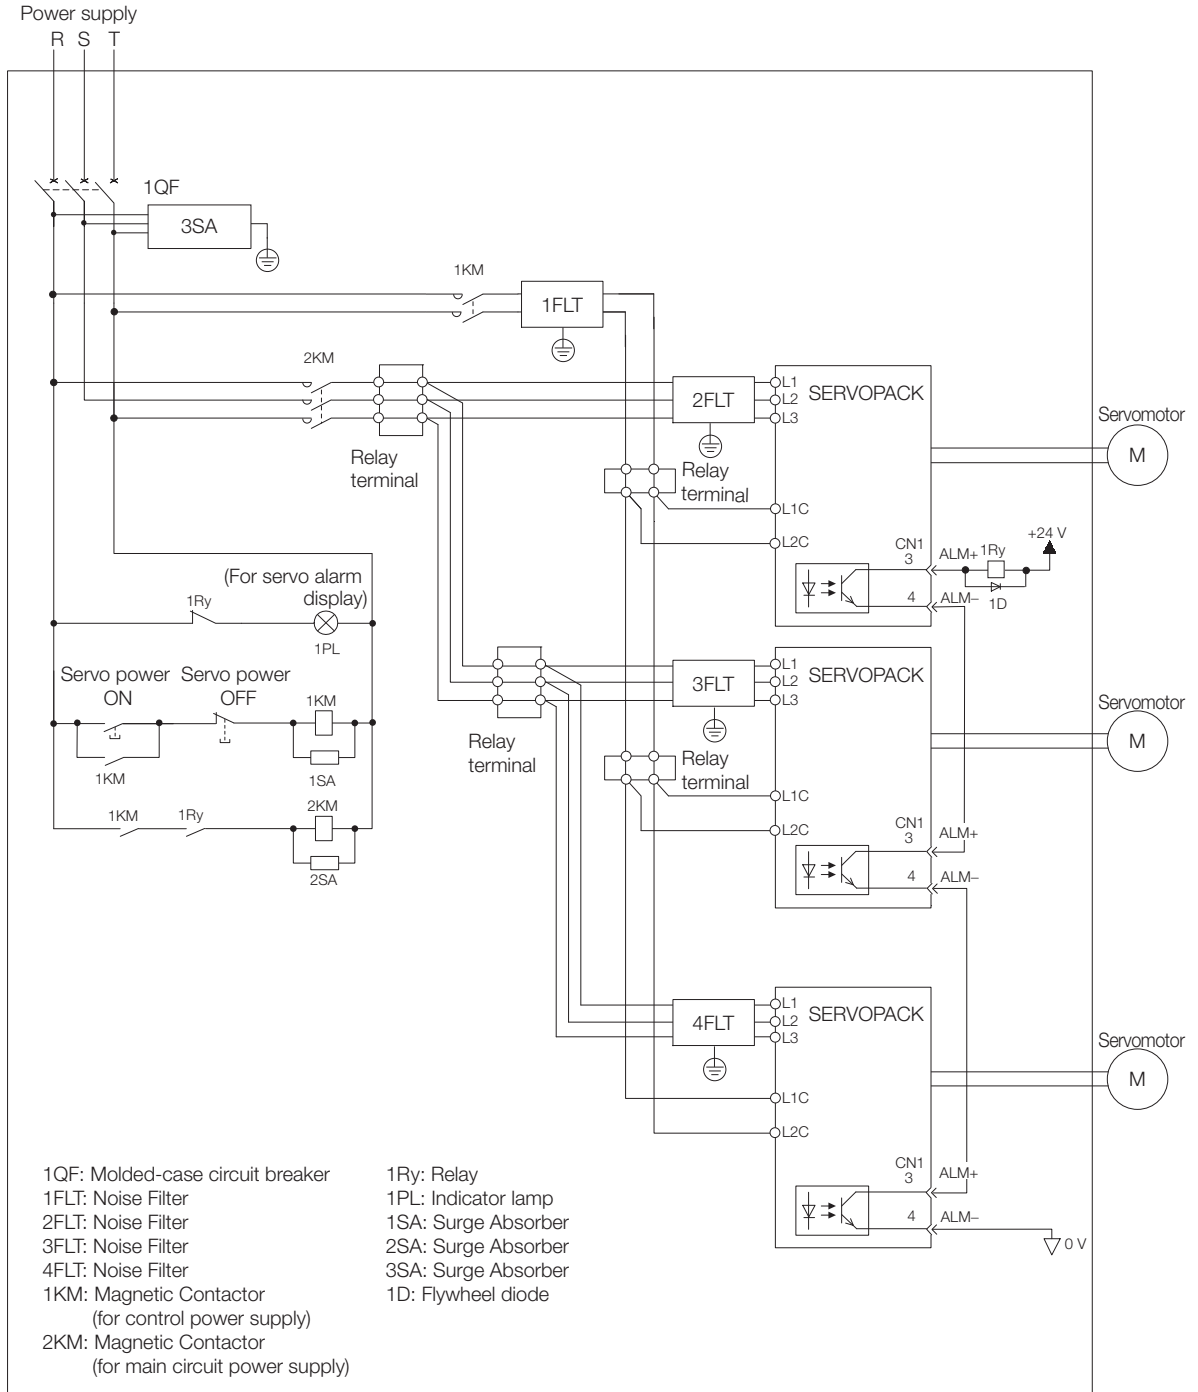 Power supply
R S T
1QF
3SA
1KM
1FLT
2KM
2FLT
L1
L2
L3
SERVOPACK
Servomotor
M
Relay
terminal
Relay
terminal
L1C
L2C
CN1
3
ALM+
1Ry
+24 V
4
ALM−
1D
(For servo alarm
display)
1Ry
1PL
Servo power
ON
Servo power
OFF
1KM
1KM
1SA
1KM
1Ry
2KM
2SA
3FLT
L1
L2
L3
SERVOPACK
Servomotor
M
Relay
terminal
Relay
terminal
L1C
L2C
CN1
3
ALM+
4
ALM−
4FLT
L1
L2
L3
SERVOPACK
Servomotor
M
L1C
L2C
CN1
3
ALM+
4
ALM−
0 V
1QF: Molded-case circuit breaker
1FLT: Noise Filter
2FLT: Noise Filter
3FLT: Noise Filter
4FLT: Noise Filter
1KM: Magnetic Contactor
(for control power supply)
2KM: Magnetic Contactor
(for main circuit power supply)
1Ry: Relay
1PL: Indicator lamp
1SA: Surge Absorber
2SA: Surge Absorber
3SA: Surge Absorber
1D: Flywheel diode